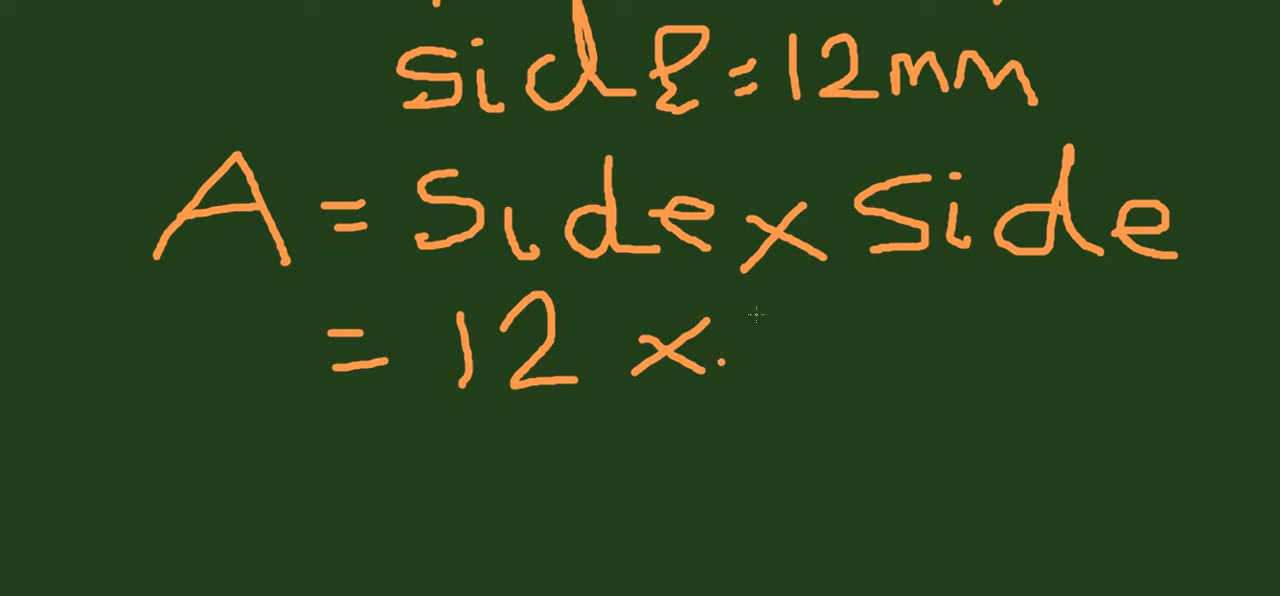 side = 12mm
A = Side x Side
= 12 x